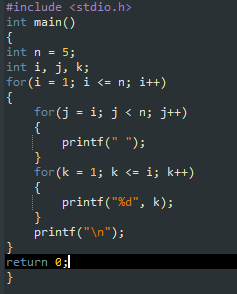 #include <stdio.h>
int main()
{
int n = 5;
int i, j, k;
for(i = 1; i <= n; i++)
{
    for(j = i; j < n; j++)
    {
        printf(" ");
    }
    for(k = 1; k <= i; k++)
    {
        printf("%d", k);
    }
    printf("\n");
}
return 0;
}